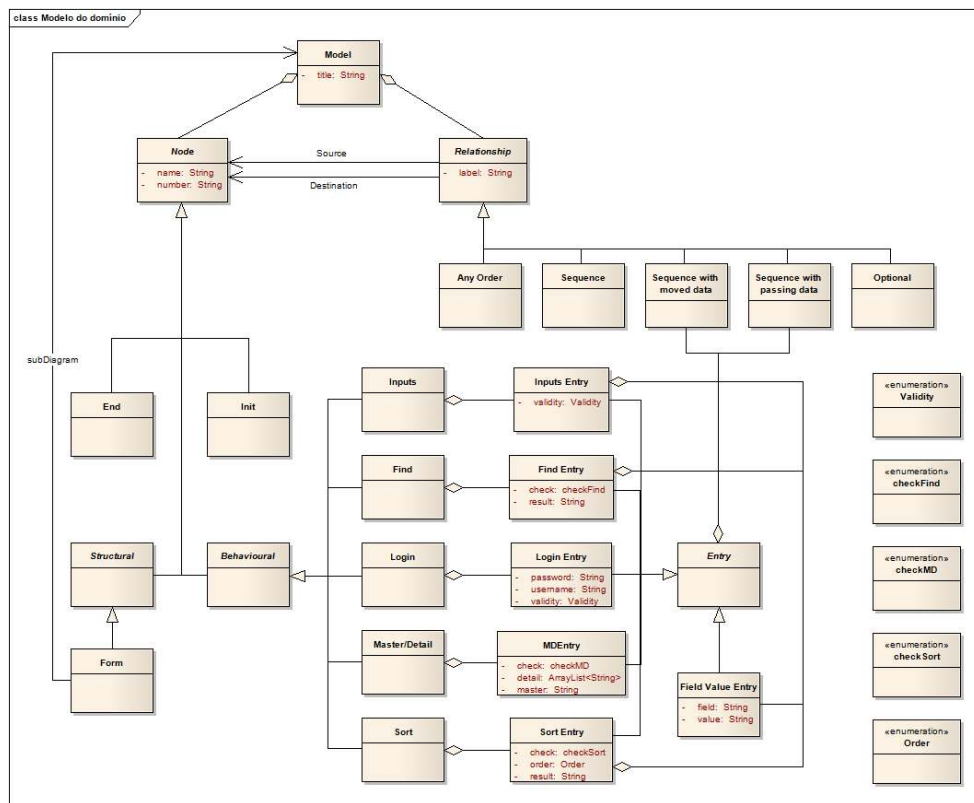 class Modelo do domínio
Model
- title: String
Node
- name: String
- number: String
Source
Destination
Relationship
- label: String
Any Order
Sequence
Sequence with
moved data
Sequence with
passing data
Optional
subDiagram
End
Init
Inputs
Inputs Entry
- validity: Validity
«enumeration»
Validity
Find
Find Entry
- check: checkFind
- result: String
«enumeration»
checkFind
Structural
Behavioural
Login
Login Entry
- password: String
- username: String
- validity: Validity
Entry
«enumeration»
checkMD
Form
Master/Detail
MDEntry
- check: checkMD
- detail: ArrayList<String>
- master: String
Field Value Entry
- field: String
- value: String
«enumeration»
checkSort
Sort
Sort Entry
- check: checkSort
- order: Order
- result: String
«enumeration»
Order